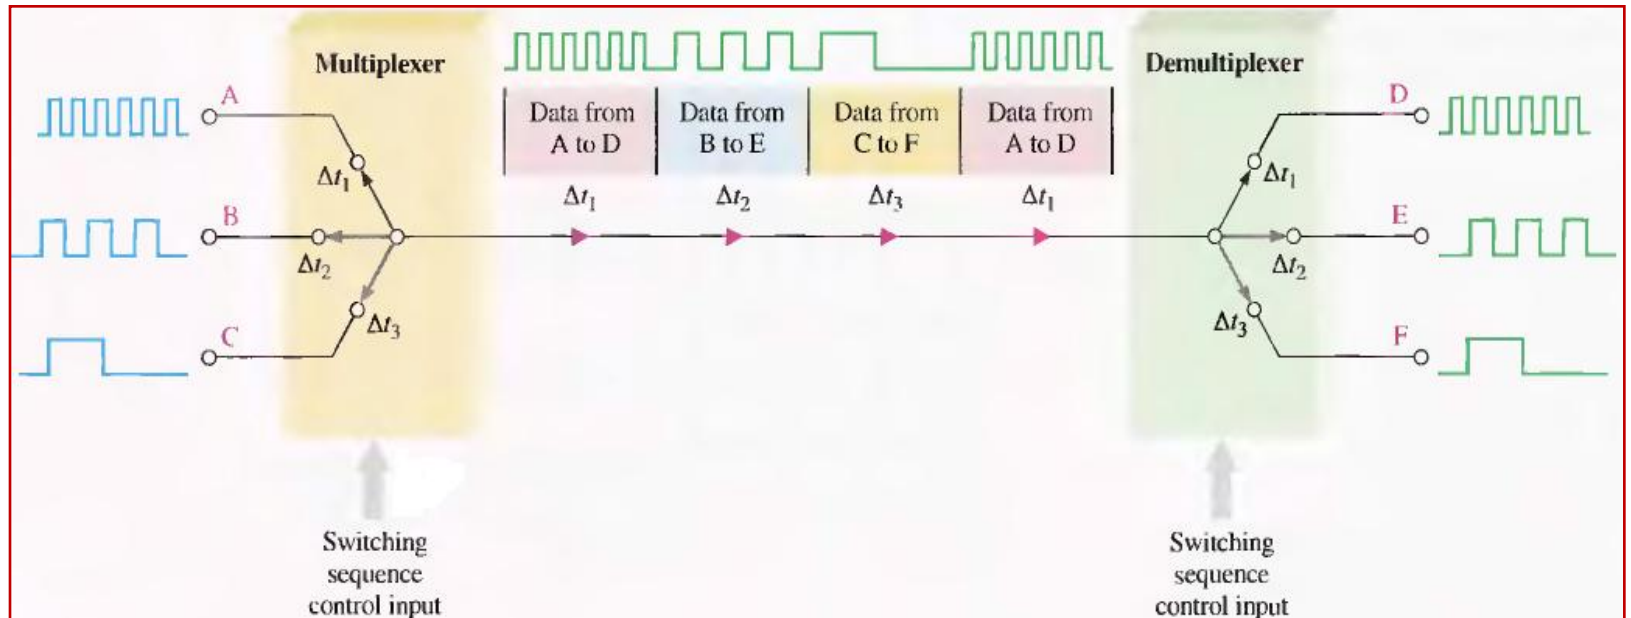 Multiplexer
Demultiplexer
Data from
A to D
Data from
B to E
Data from
C to F
Data from
A to D
A
D
Δt1
Δt1
Δt2
Δt3
Δt1
Δt1
B
E
Δt2
Δt2
C
F
Δt3
Δt3
Switching
sequence
control input
Switching
sequence
control input